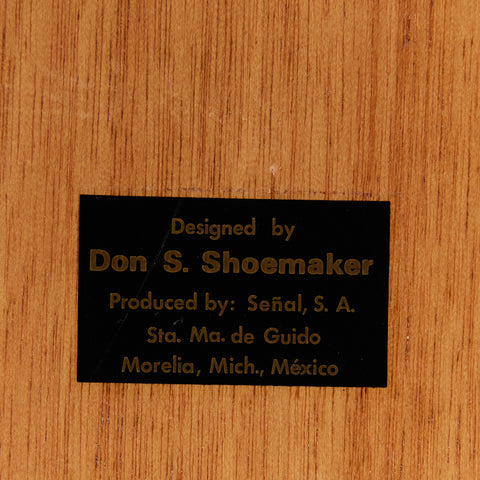 Designed by
Don S. Shoemaker
Produced by: Señal, S. A.
Sta. Ma. de Guido
Morelia, Mich., México